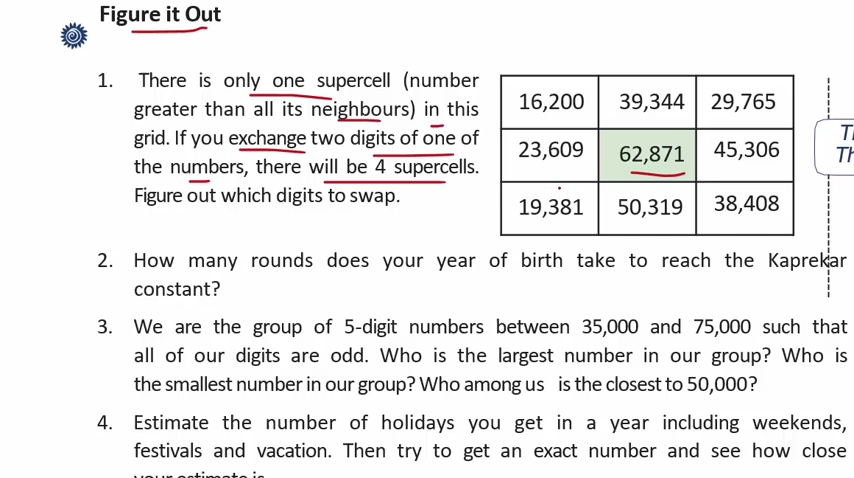 Figure it Out
1. There is only one supercell (number
greater than all its neighbours) in this
grid. If you exchange two digits of one of
the numbers, there will be 4 supercells.
Figure out which digits to swap.
16,200 39,344 29,765
23,609 62,871 45,306
19,381 50,319 38,408
2. How many rounds does your year of birth take to reach the Kaprekar
constant?
3. We are the group of 5-digit numbers between 35,000 and 75,000 such that
all of our digits are odd. Who is the largest number in our group? Who is
the smallest number in our group? Who among us is the closest to 50,000?
4. Estimate the number of holidays you get in a year including weekends,
festivals and vacation. Then try to get an exact number and see how close
your estimate is.